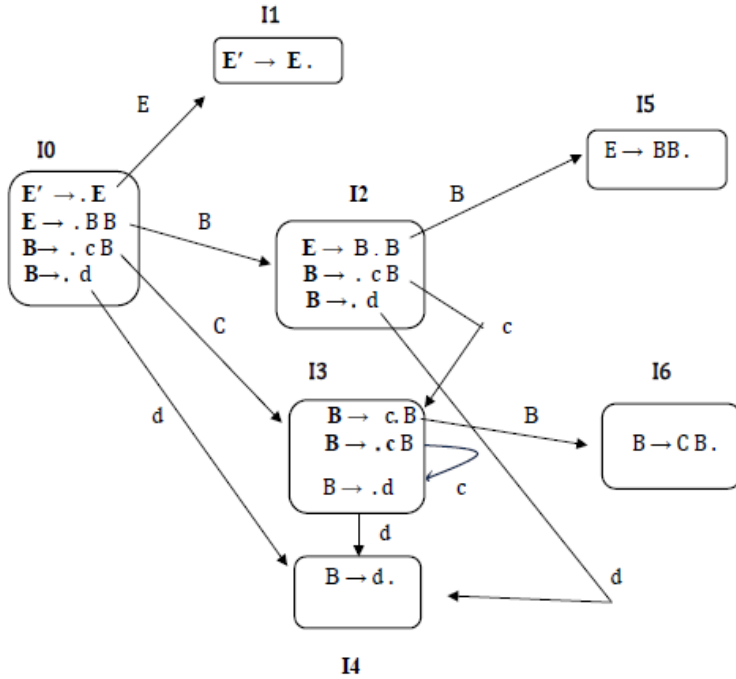 I1
E′ → E .
E
I0
E′ → . E
E → . B B
B→ . c B
B→. d
B
I2
E → B . B
B → . c B
B → . d
B
I5
E → BB .
C
c
d
I3
B → c. B
B → . c B
B → . d
c
B
I6
B → C B .
d
B → d .
d
I4